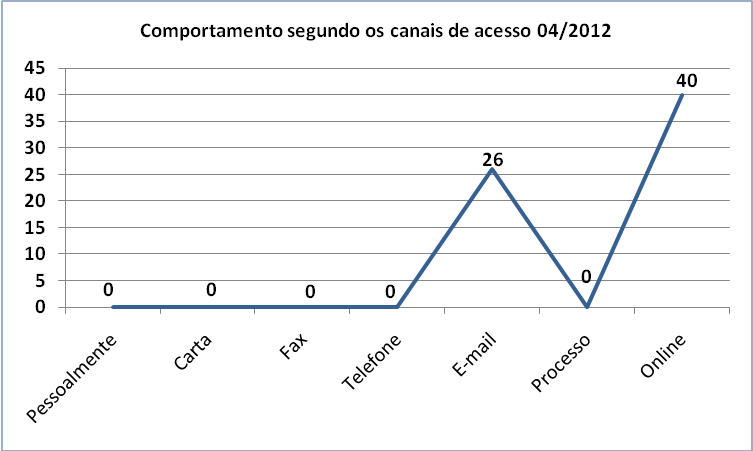 Comportamento segundo os canais de acesso 04/2012
45
40
35
30
25
20
15
10
5
0
0
0
0
0
26
0
40
Pessoalmente
Carta
Fax
Telefone
E-mail
Processo
Online